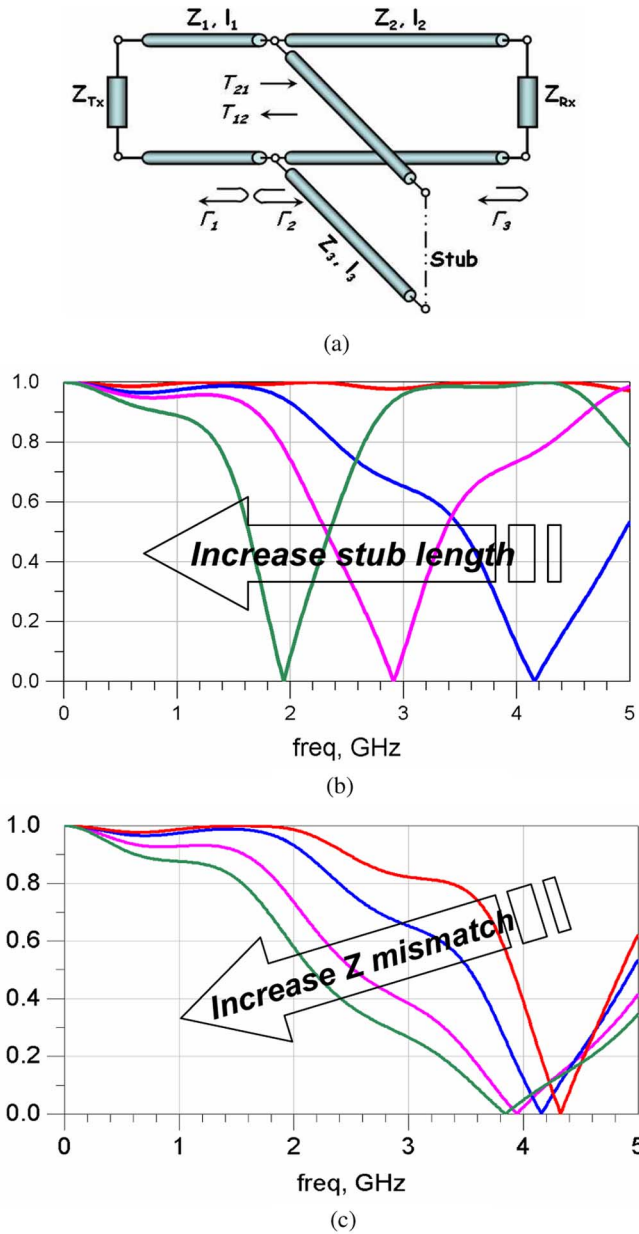 Z1, l1
Z2, l2
ZTx
T21
T12
ZRx
Γ1
Γ2
Γ3
Z3, l3
Stub
(a)
1.0
0.8
0.6
0.4
0.2
0.0
Increase stub length
0 1 2 3 4 5
freq, GHz
(b)
1.0
0.8
0.6
0.4
0.2
0.0
Increase Z mismatch
0 1 2 3 4 5
freq, GHz
(c)